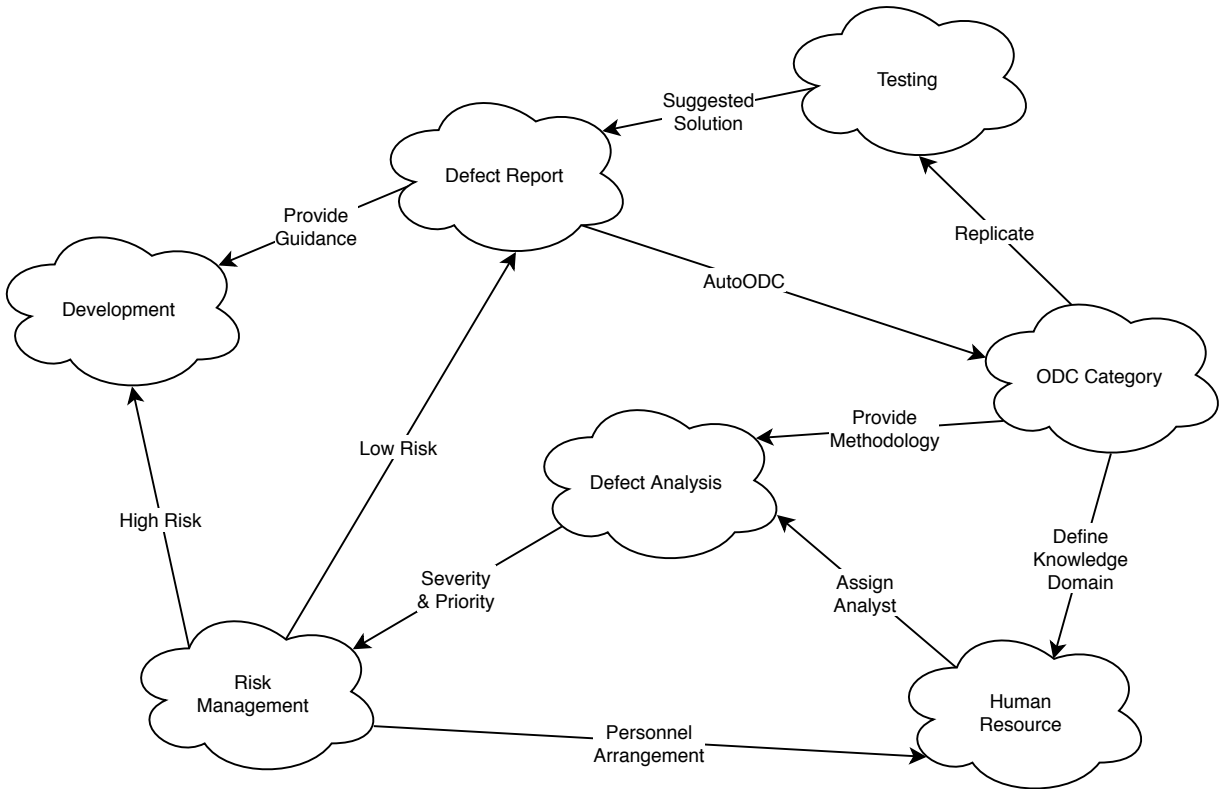 Testing
Suggested
Solution
Defect Report
Provide
Guidance
Replicate
AutoODC
Development
ODC Category
Provide
Methodology
Low Risk
Defect Analysis
High Risk
Define
Knowledge
Domain
Severity
& Priority
Assign
Analyst
Risk
Management
Human
Resource
Personnel
Arrangement